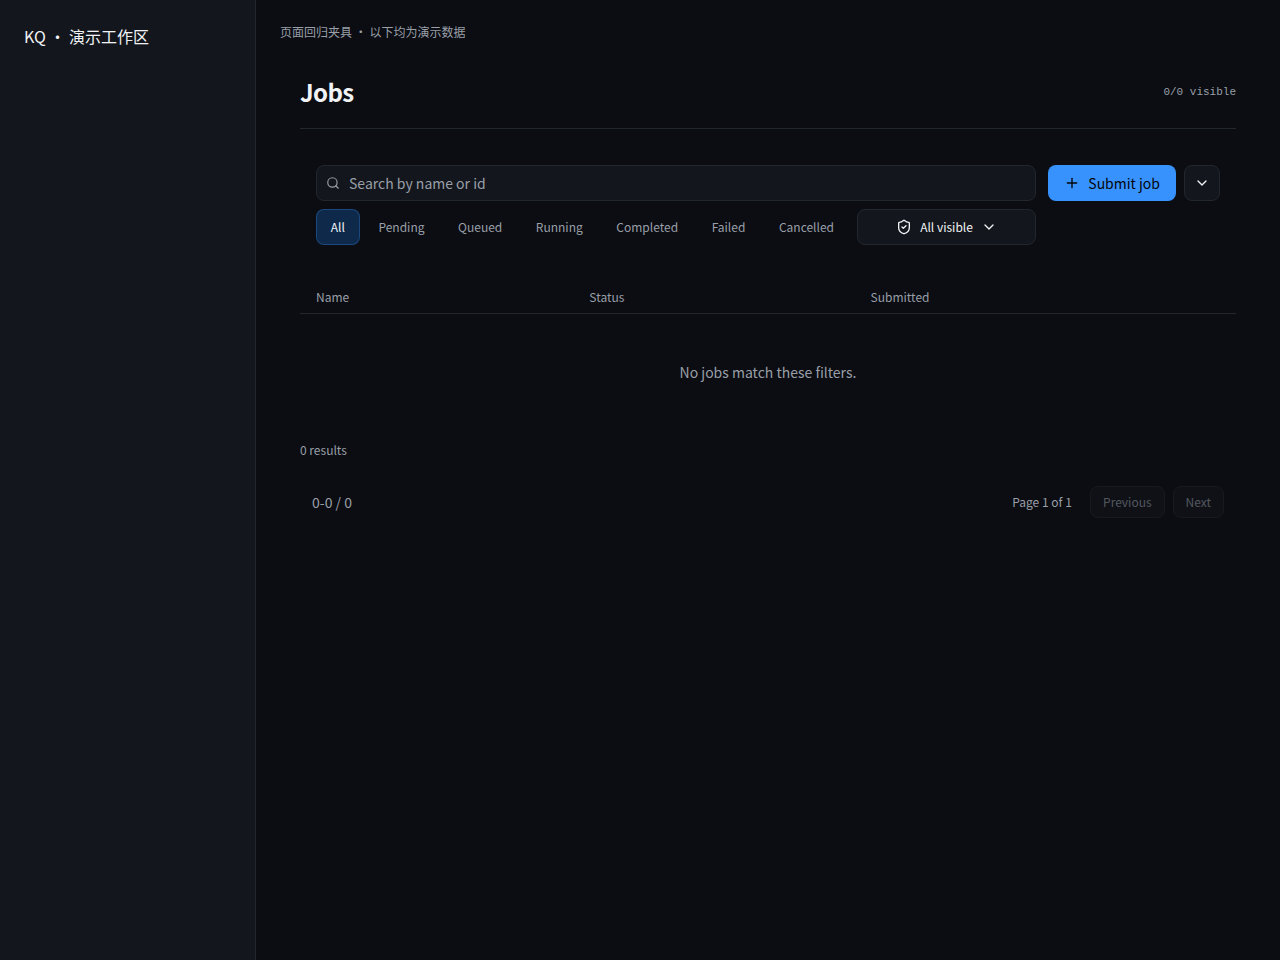 KQ · 演示工作区
页面回归夹具 · 以下均为演示数据
Jobs
0/0 visible
Search by name or id
Submit job
All Pending Queued Running Completed Failed Cancelled All visible
Name Status Submitted
No jobs match these filters.
0 results
0-0 / 0
Page 1 of 1 Previous Next